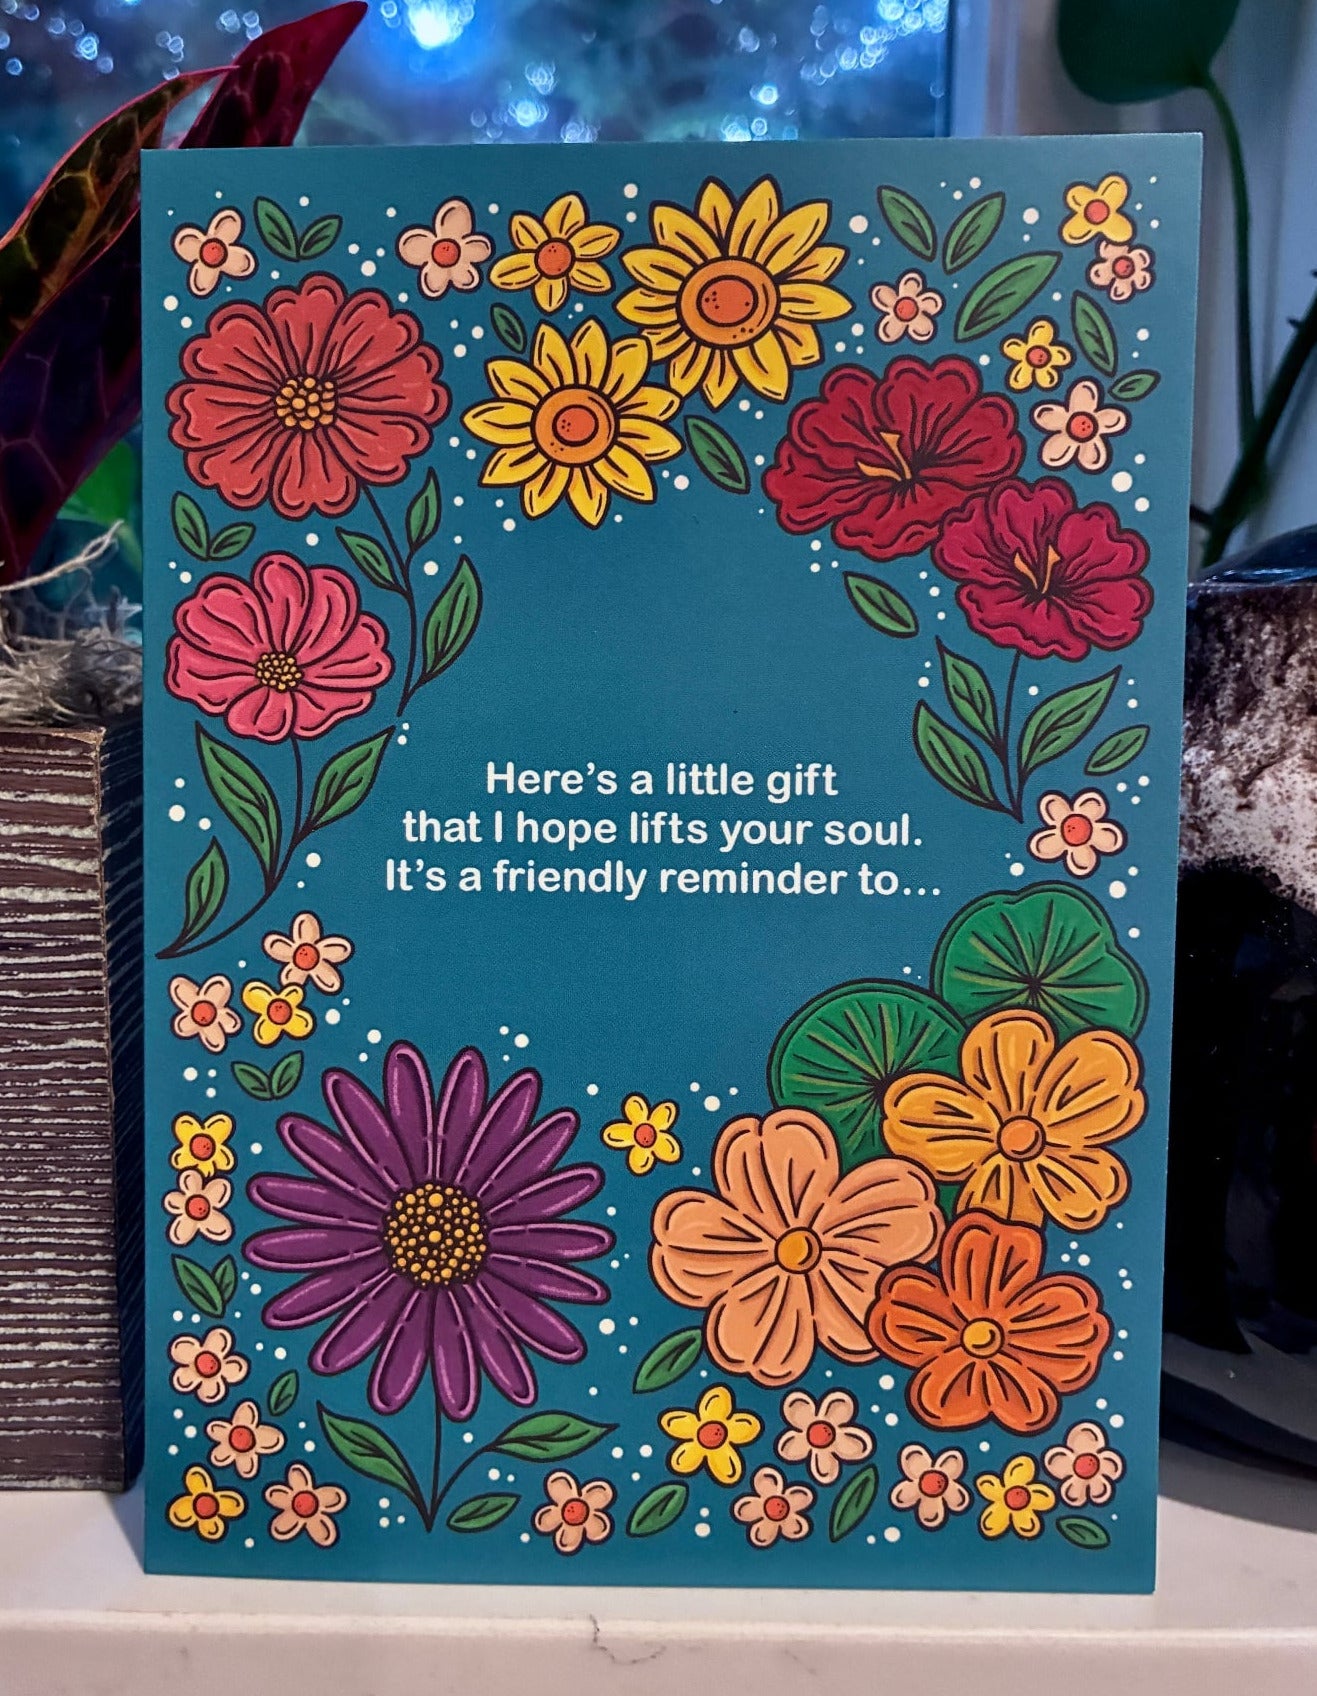 Here’s a little gift
that I hope lifts your soul.
It’s a friendly reminder to...